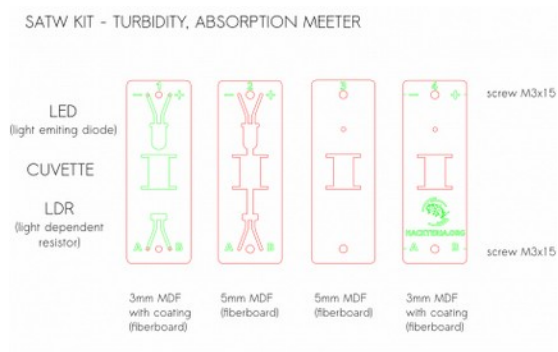 SATW KIT - TURBIDITY, ABSORPTION MEETER
1
2
3
4
- +
- +
- +
screw M3x15
LED
(light emiting diode)
CUVETTE
LDR
(light dependent
resistor)
HACKTERIA.ORG
A B
A B
A B
screw M3x15
3mm MDF
with coating
(fiberboard)
5mm MDF
(fiberboard)
5mm MDF
(fiberboard)
3mm MDF
with coating
(fiberboard)